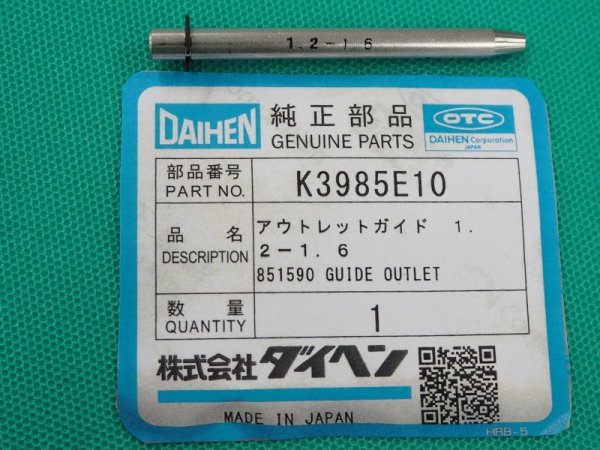 1.2-16
DAIHEN 純正部品 OTC
GENUINE PARTS DAIHEN Corporation
JAPAN
部品番号 K3985E10
PART NO.
品名 アウトレットガイド 1.
2-1.6
DESCRIPTION 851590 GUIDE OUTLET
数量 1
QUANTITY
株式会社ダイヘン
MADE IN JAPAN
HRB-5